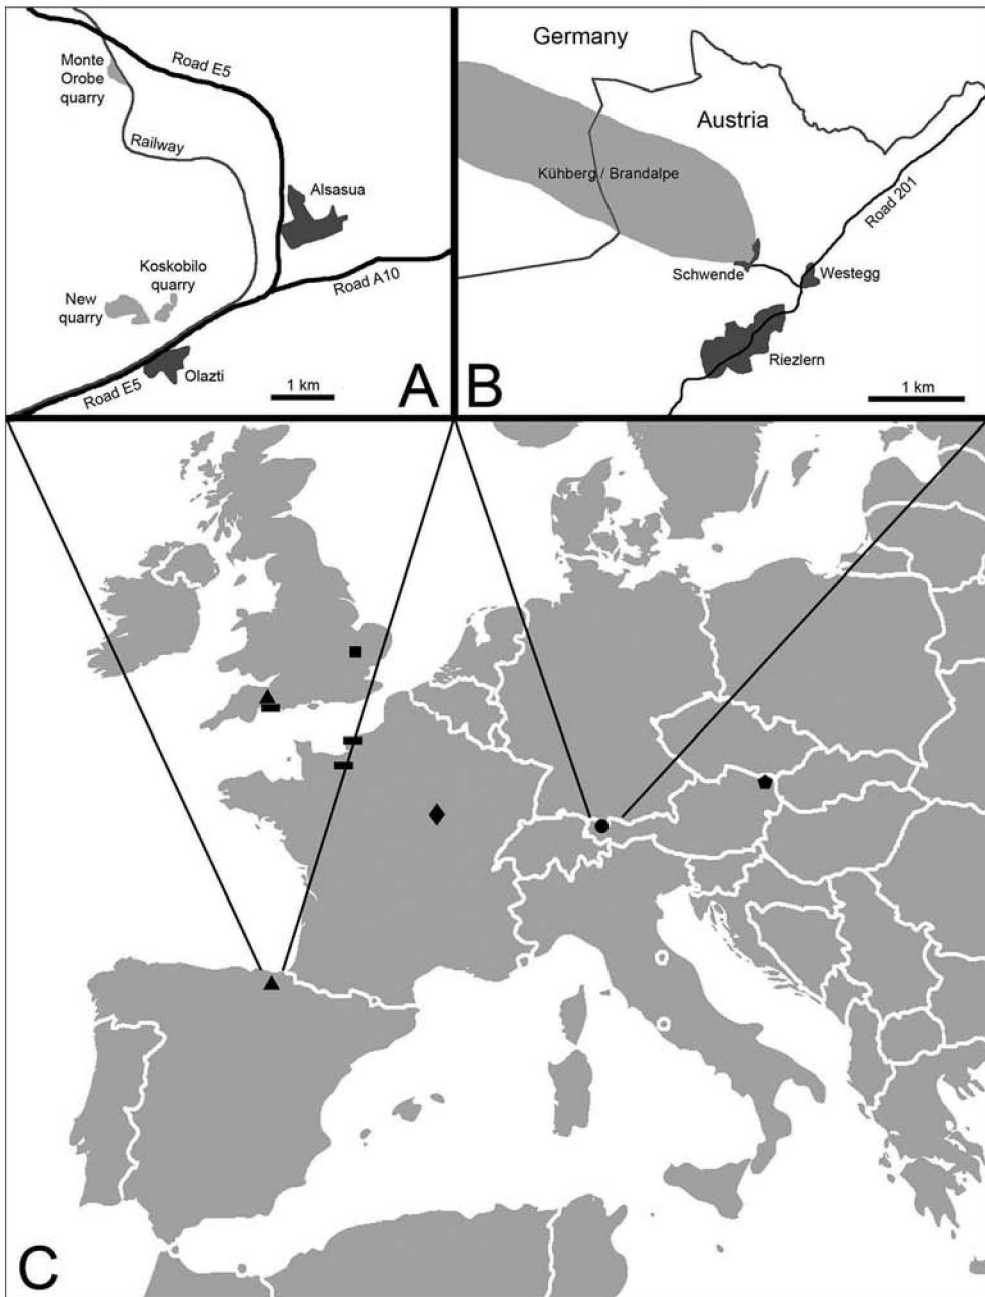 Monte
Orobe
quarry
Road E5
Railway
Alsasua
Koskobilo
quarry
New
quarry
Road A10
Olazti
Road E5
1 km
A
Germany
Austria
Kühberg / Brandalpe
Road 201
Schwende
Westegg
Riezlern
1 km
B
C